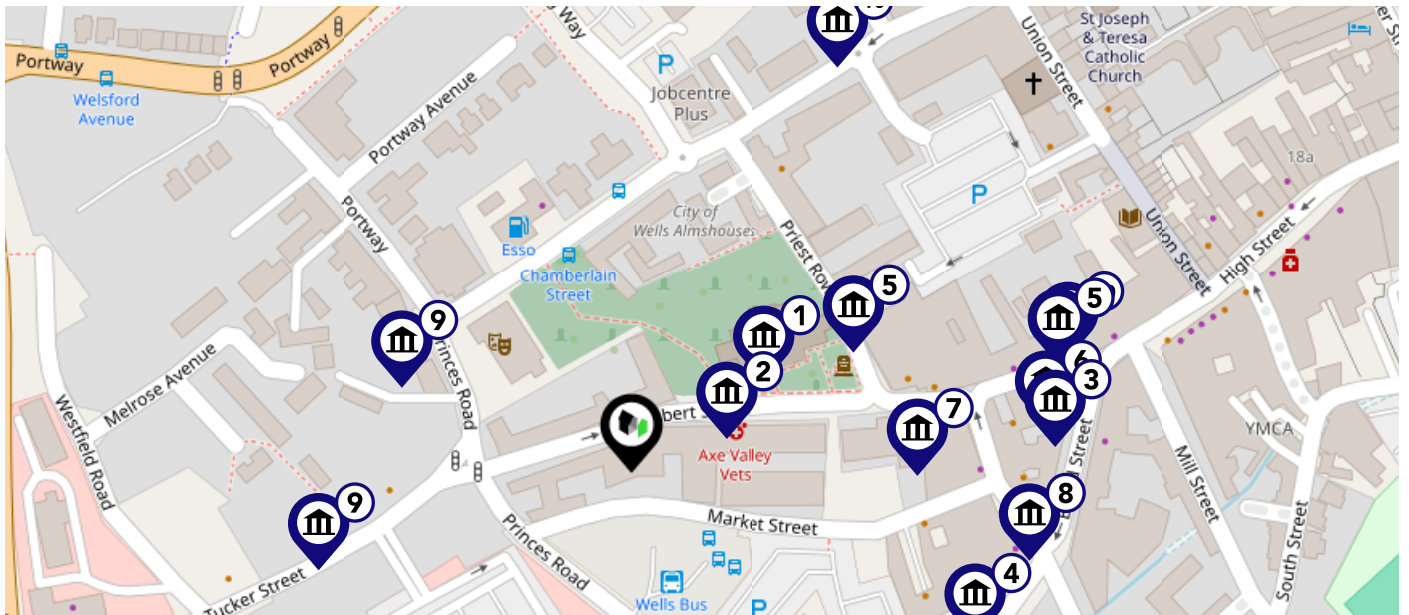 Portway
Portway
Welsford
Avenue
Portway Avenue
Portway
Way
P
Jobcentre
Plus
Union Street
St Joseph
& Teresa
Catholic
Church
18a
P
City of
Wells Almshouses
Priest Row
Esso
Chamberlain
Street
Union Street
High Street
5
1
5
9
Princes Road
2
6
3
Melrose Avenue
7
Westfield Road
Axe Valley
Vets
YMCA
Mill Street
9
8
Market Street
Princes Road
South Street
4
Tucker Street
Wells Bus
P